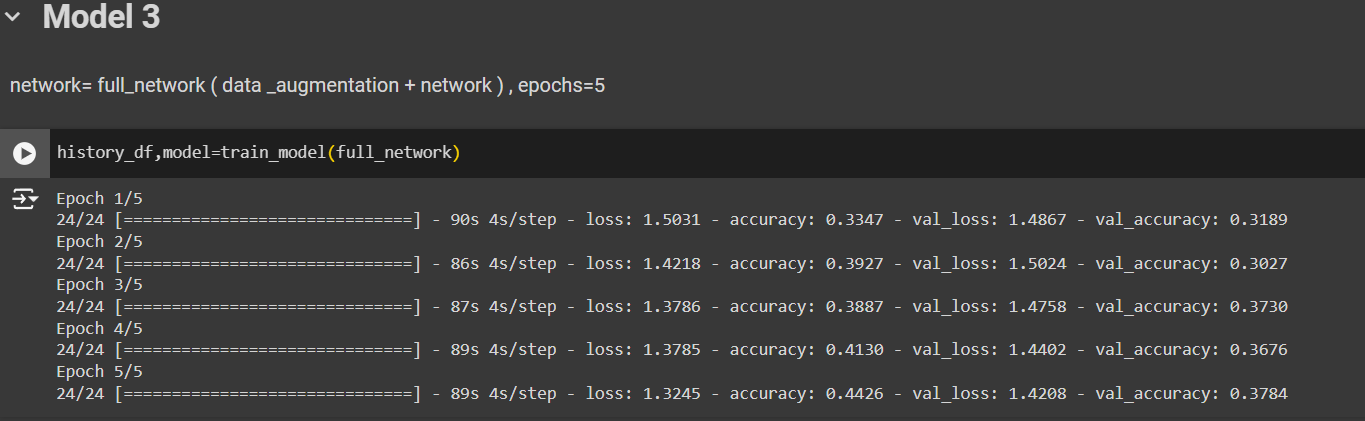 Model 3
network= full_network ( data _augmentation + network ) , epochs=5
history_df,model=train_model(full_network)
Epoch 1/5
24/24 [==============================] - 90s 4s/step - loss: 1.5031 - accuracy: 0.3347 - val_loss: 1.4867 - val_accuracy: 0.3189
Epoch 2/5
24/24 [==============================] - 86s 4s/step - loss: 1.4218 - accuracy: 0.3927 - val_loss: 1.5024 - val_accuracy: 0.3027
Epoch 3/5
24/24 [==============================] - 87s 4s/step - loss: 1.3786 - accuracy: 0.3887 - val_loss: 1.4758 - val_accuracy: 0.3730
Epoch 4/5
24/24 [==============================] - 89s 4s/step - loss: 1.3785 - accuracy: 0.4130 - val_loss: 1.4402 - val_accuracy: 0.3676
Epoch 5/5
24/24 [==============================] - 89s 4s/step - loss: 1.3245 - accuracy: 0.4426 - val_loss: 1.4208 - val_accuracy: 0.3784